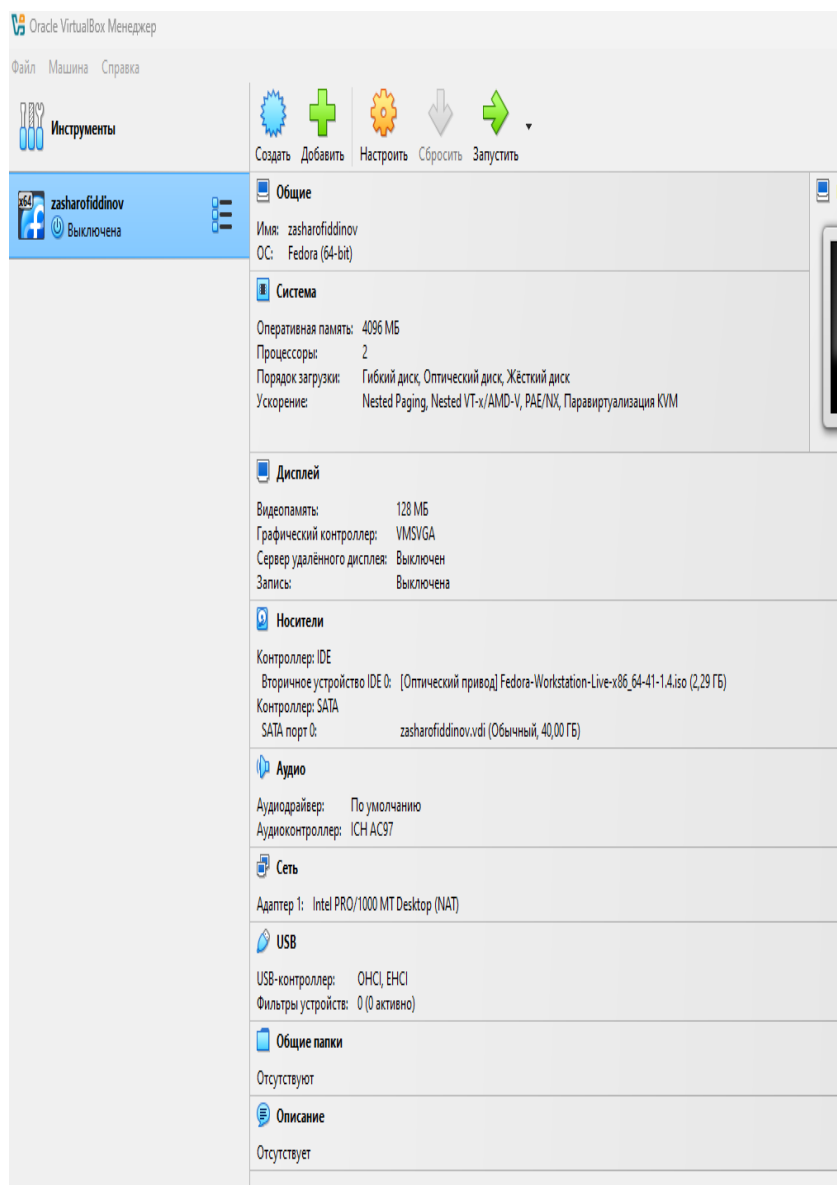 Oracle VirtualBox Менеджер
Файл Машина Справка
Инструменты
Создать Добавить Настроить Сбросить Запустить
x64
zasharofiddinov
Выключена
Общие
Имя: zasharofiddinov
ОС: Fedora (64-bit)
Система
Оперативная память: 4096 МБ
Процессоры: 2
Порядок загрузки: Гибкий диск, Оптический диск, Жёсткий диск
Ускорение: Nested Paging, Nested VT-x/AMD-V, PAE/NX, Паравиртуализация KVM
Дисплей
Видеопамять: 128 МБ
Графический контроллер: VMSVGA
Сервер удалённого дисплея: Выключен
Запись: Выключена
Носители
Контроллер: IDE
Вторичное устройство IDE 0: [Оптический привод] Fedora-Workstation-Live-x86_64-41-1.4.iso (2,29 ГБ)
Контроллер: SATA
SATA порт 0: zasharofiddinov.vdi (Обычный, 40,00 ГБ)
Аудио
Аудиодрайвер: По умолчанию
Аудиоконтроллер: ICH AC97
Сеть
Адаптер 1: Intel PRO/1000 MT Desktop (NAT)
USB
USB-контроллер: OHCI, EHCI
Фильтры устройств: 0 (0 активно)
Общие папки
Отсутствуют
Описание
Отсутствует